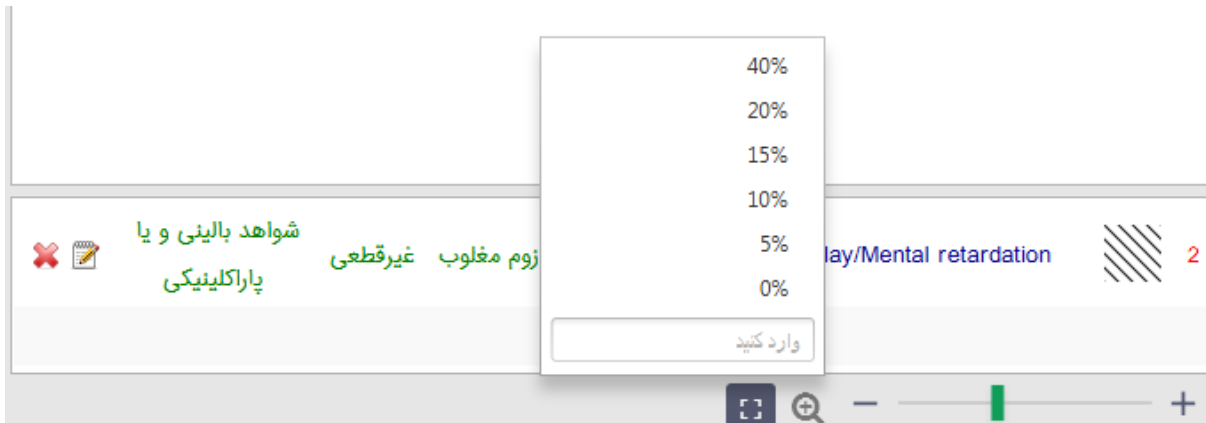 40%
20%
15%
10%
5%
0%
وارد کنید
2
lay/Mental retardation
زوم مغلوب
غیرقطعی
شواهد بالینی و یا
پاراکلینیکی